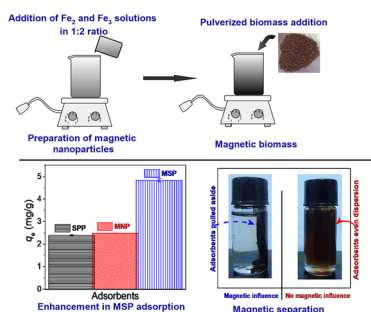 Addition of Fe2 and Fe3 solutions
in 1:2 ratio
Pulverized biomass addition
Preparation of magnetic
nanoparticles
Magnetic biomass
qe (mg/g)
5
4
3
2
1
0
SPP
MNP
MSP
Adsorbents
Enhancement in MSP adsorption
Adsorbents pulled aside
Adsorbents even dispersion
Magnetic influence
No magnetic influence
Magnetic separation